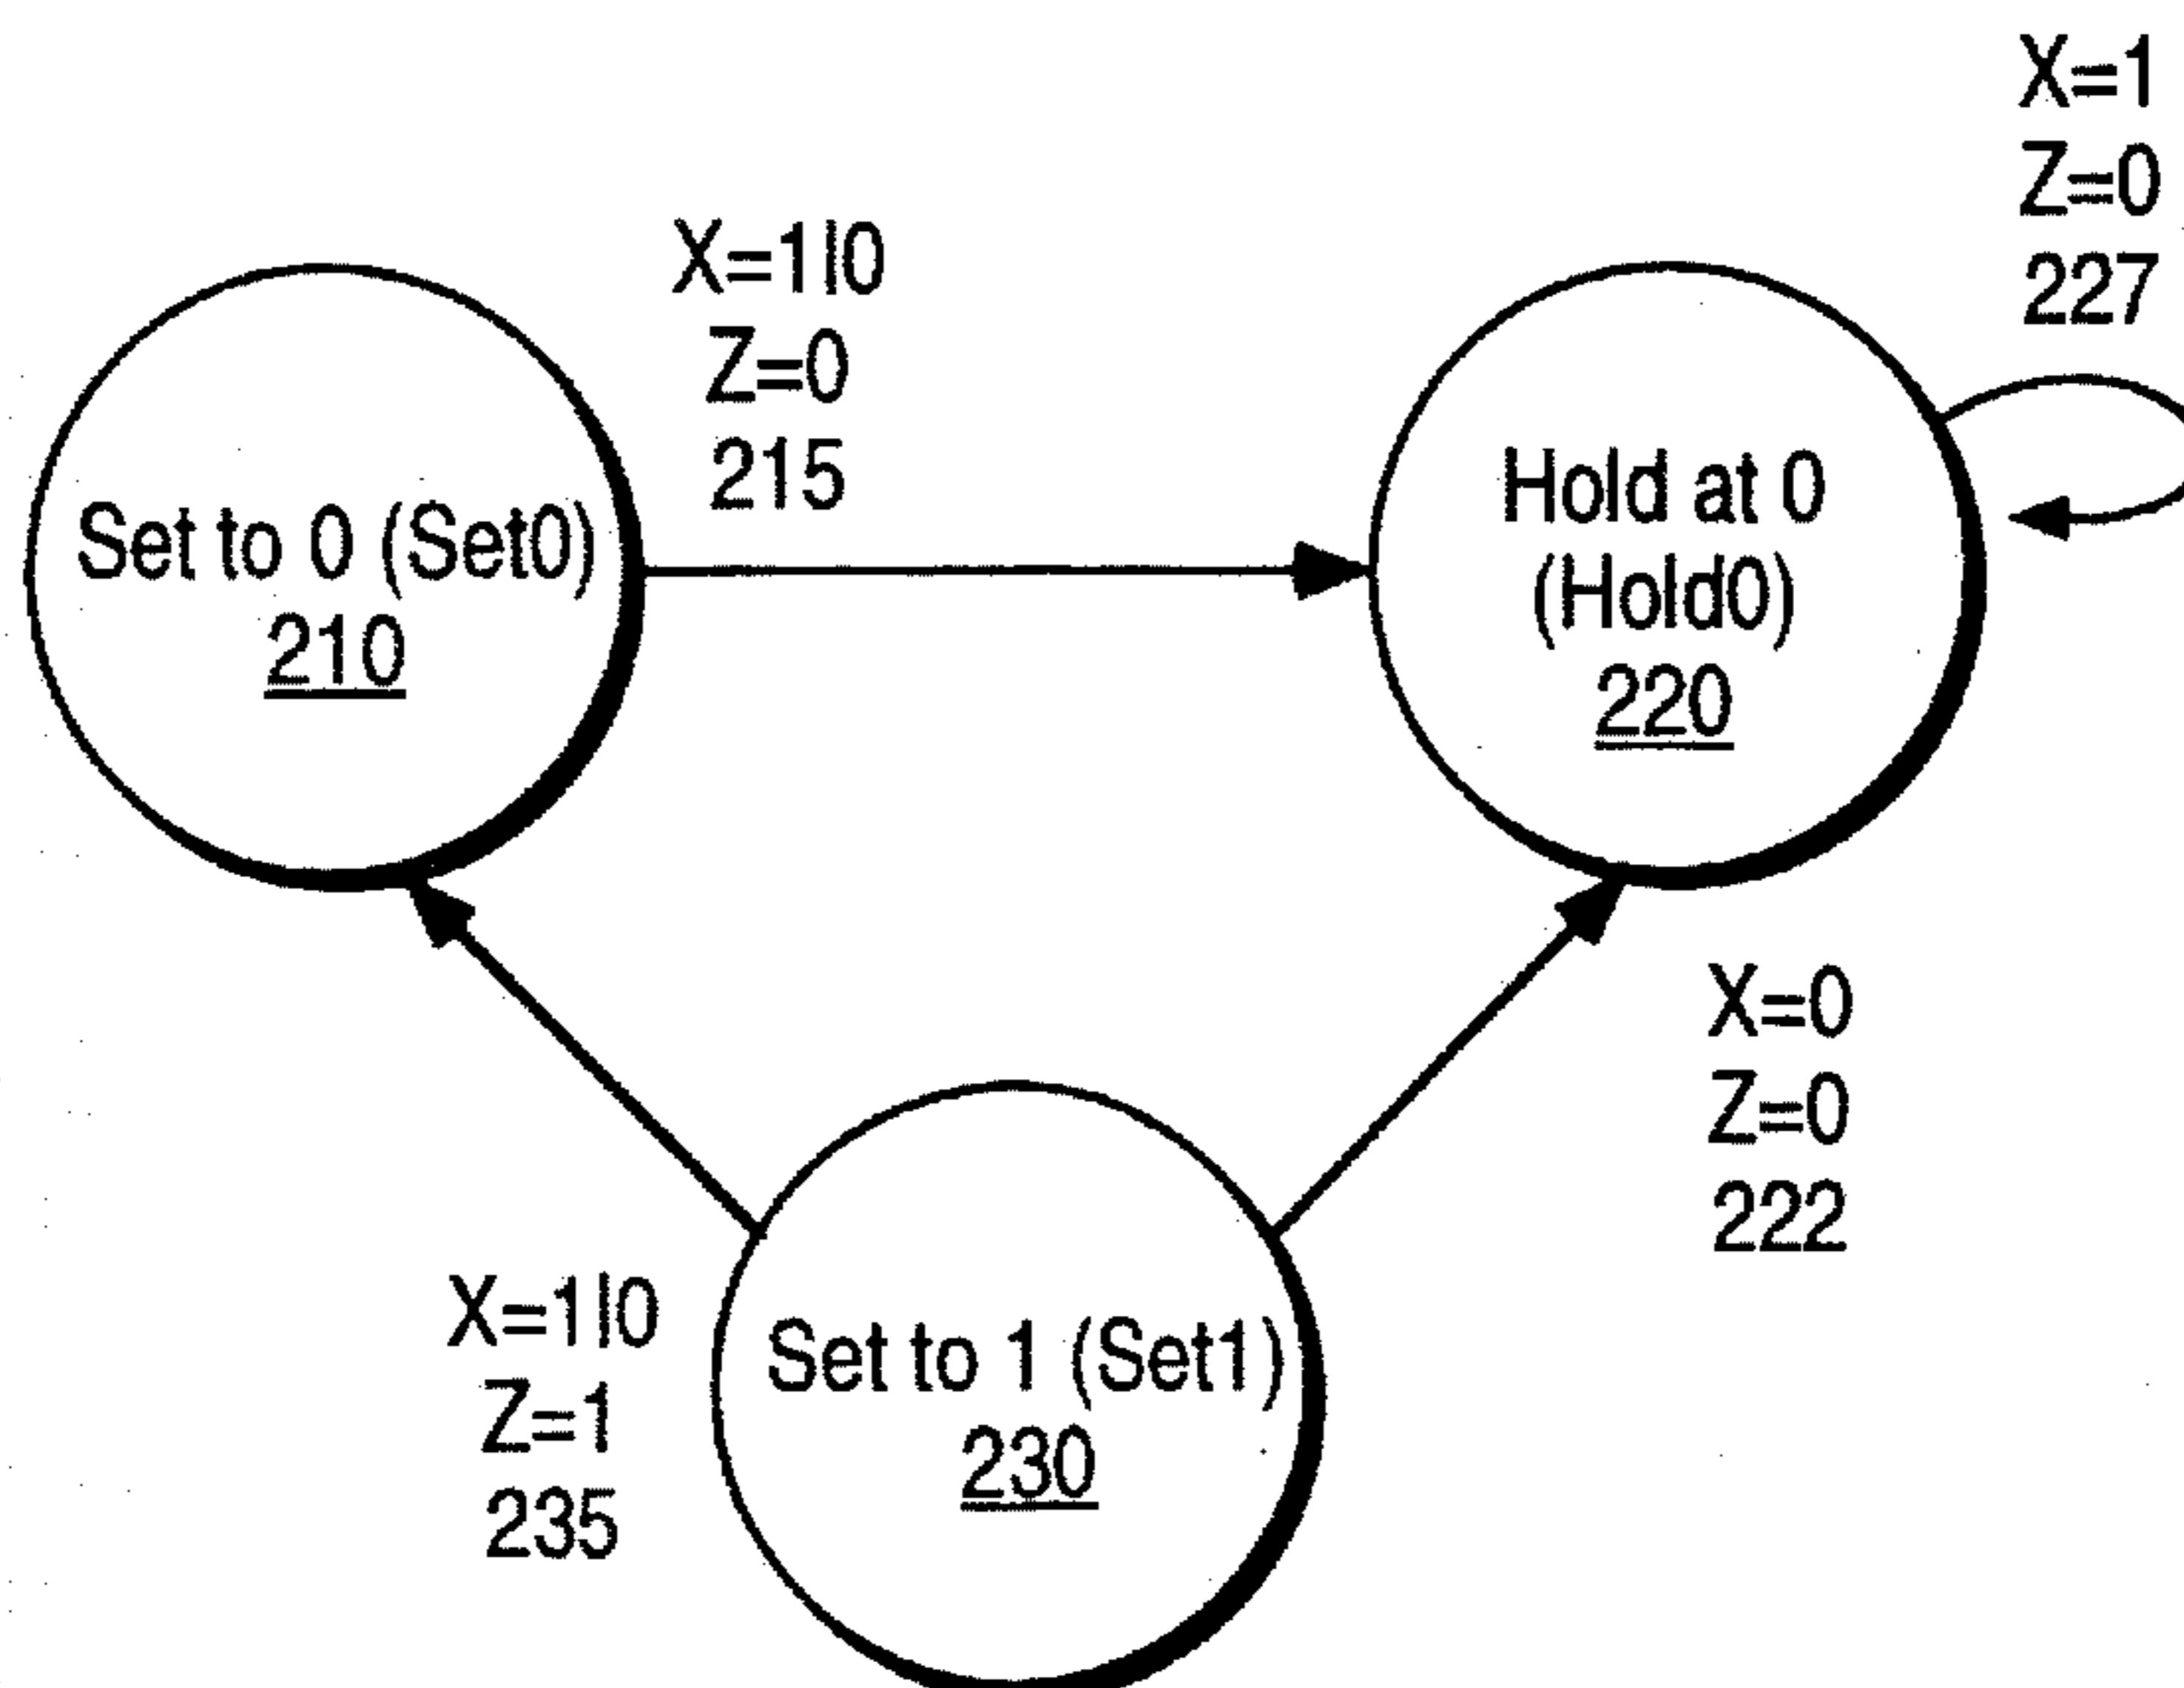 X=1
Z=0
227
X=1|0
Z=0
215
Set to 0 (Set0)
210
Hold at 0
(Hold0)
220
X=0
Z=0
222
X=1|0
Z=1
235
Set to 1 (Set1)
230